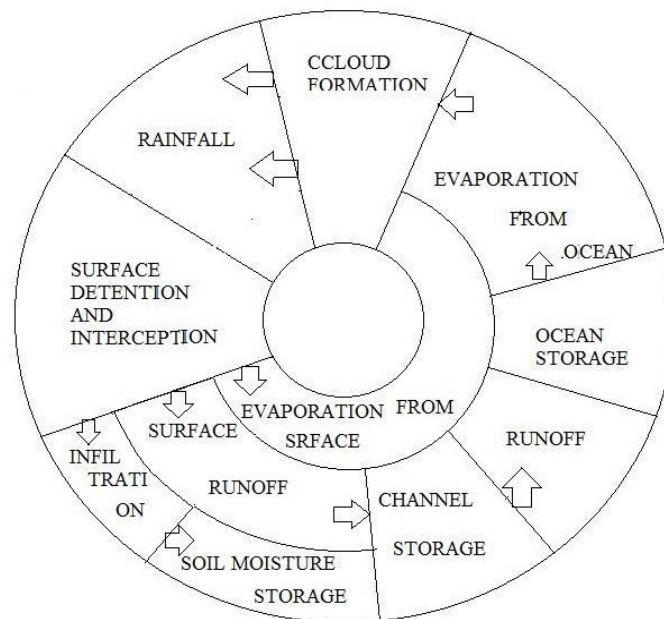 CCLOUD
FORMATION
RAINFALL
EVAPORATION
FROM
.OCEAN
SURFACE
DETENTION
AND
INTERCEPTION
OCEAN
STORAGE
EVAPORATION FROM
SRFACE
SURFACE
RUNOFF
RUNOFF
INFIL
TRATI
ON
CHANNEL
STORAGE
SOIL MOISTURE
STORAGE